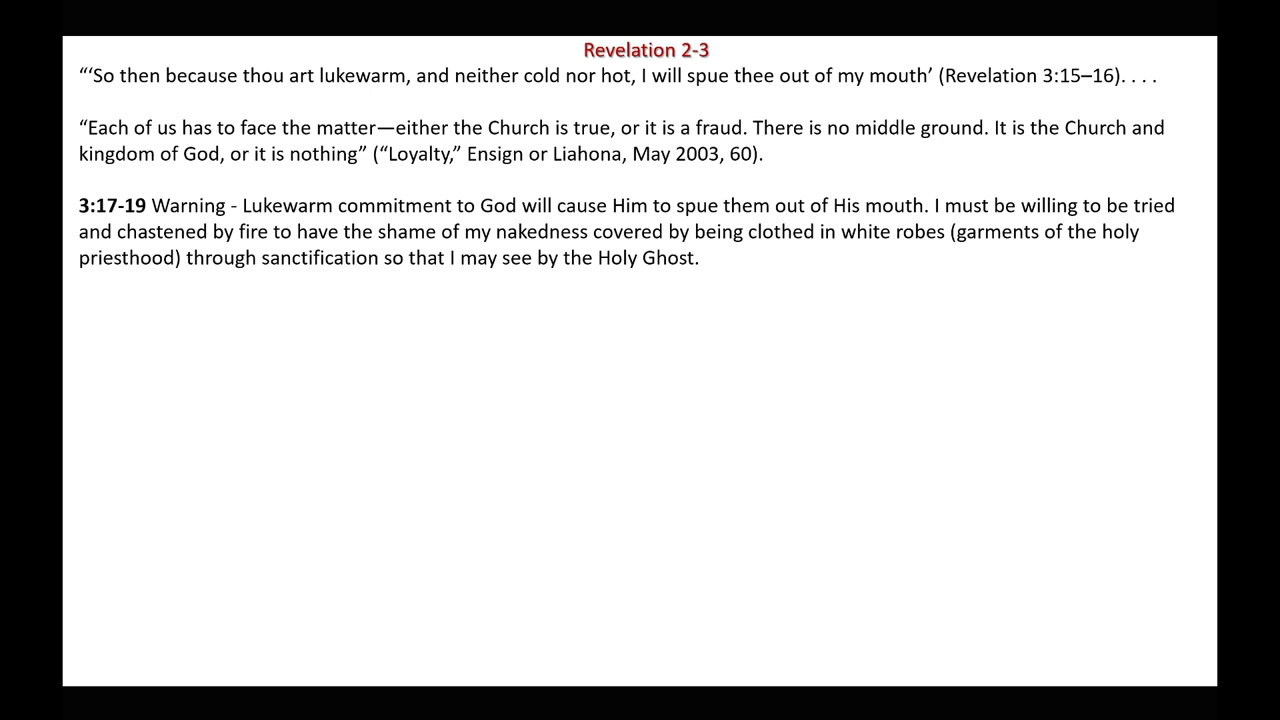 Revelation 2-3
“‘So then because thou art lukewarm, and neither cold nor hot, I will spue thee out of my mouth’ (Revelation 3:15–16). . . .
“Each of us has to face the matter—either the Church is true, or it is a fraud. There is no middle ground. It is the Church and
kingdom of God, or it is nothing” (“Loyalty,” Ensign or Liahona, May 2003, 60).
3:17-19 Warning - Lukewarm commitment to God will cause Him to spue them out of His mouth. I must be willing to be tried
and chastened by fire to have the shame of my nakedness covered by being clothed in white robes (garments of the holy
priesthood) through sanctification so that I may see by the Holy Ghost.